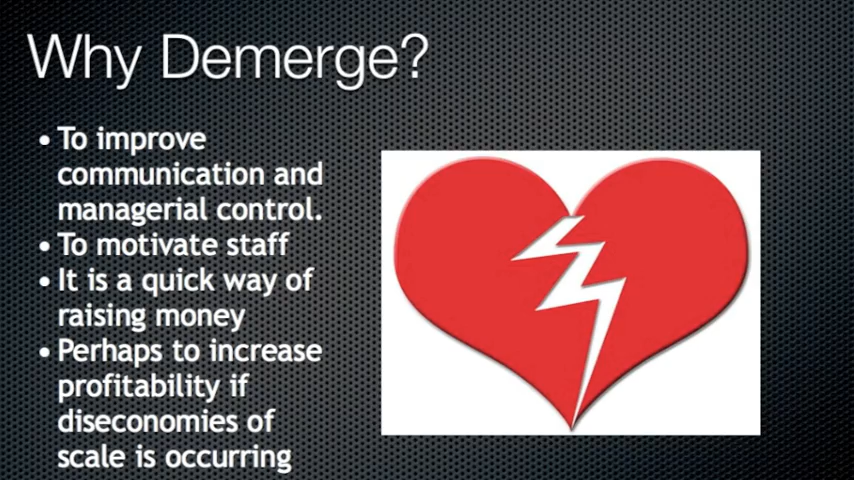 Why Demerge?
• To improve
communication and
managerial control.
• To motivate staff
• It is a quick way of
raising money
• Perhaps to increase
profitability if
diseconomies of
scale is occurring